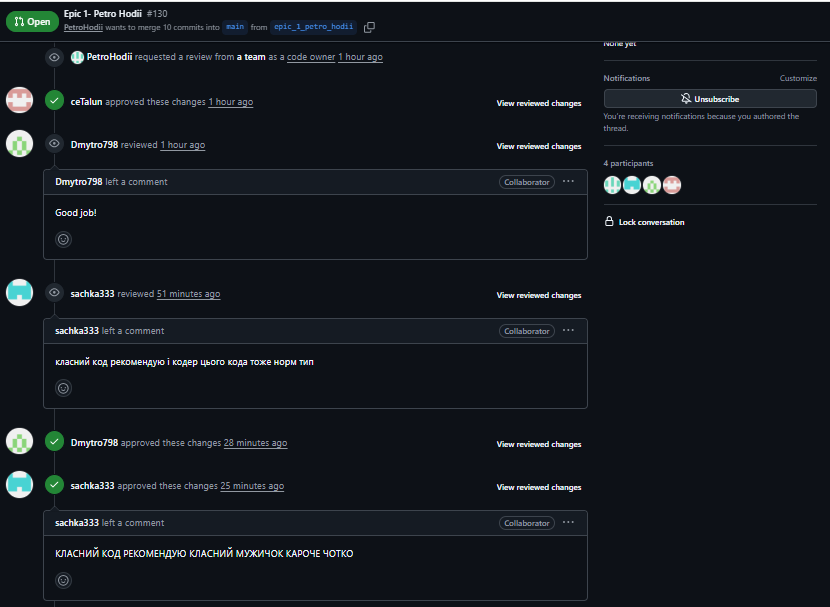 Open
Epic 1- Petro Hodii #130
PetroHodii wants to merge 10 commits into main from epic_1_petro_hodii
PetroHodii requested a review from a team as a code owner 1 hour ago
None yet
Notifications Customize
Unsubscribe
You're receiving notifications because you authored the
thread.
4 participants
Lock conversation
ceTalun approved these changes 1 hour ago
View reviewed changes
Dmytro798 reviewed 1 hour ago
View reviewed changes
Dmytro798 left a comment
Collaborator
Good job!
sachka333 reviewed 51 minutes ago
View reviewed changes
sachka333 left a comment
Collaborator
класний код рекомендую і кодер цього кода тоже норм тип
Dmytro798 approved these changes 28 minutes ago
View reviewed changes
sachka333 approved these changes 25 minutes ago
View reviewed changes
sachka333 left a comment
Collaborator
КЛАСНИЙ КОД РЕКОМЕНДУЮ КЛАСНИЙ МУЖИЧОК КАРОЧЕ ЧОТКО